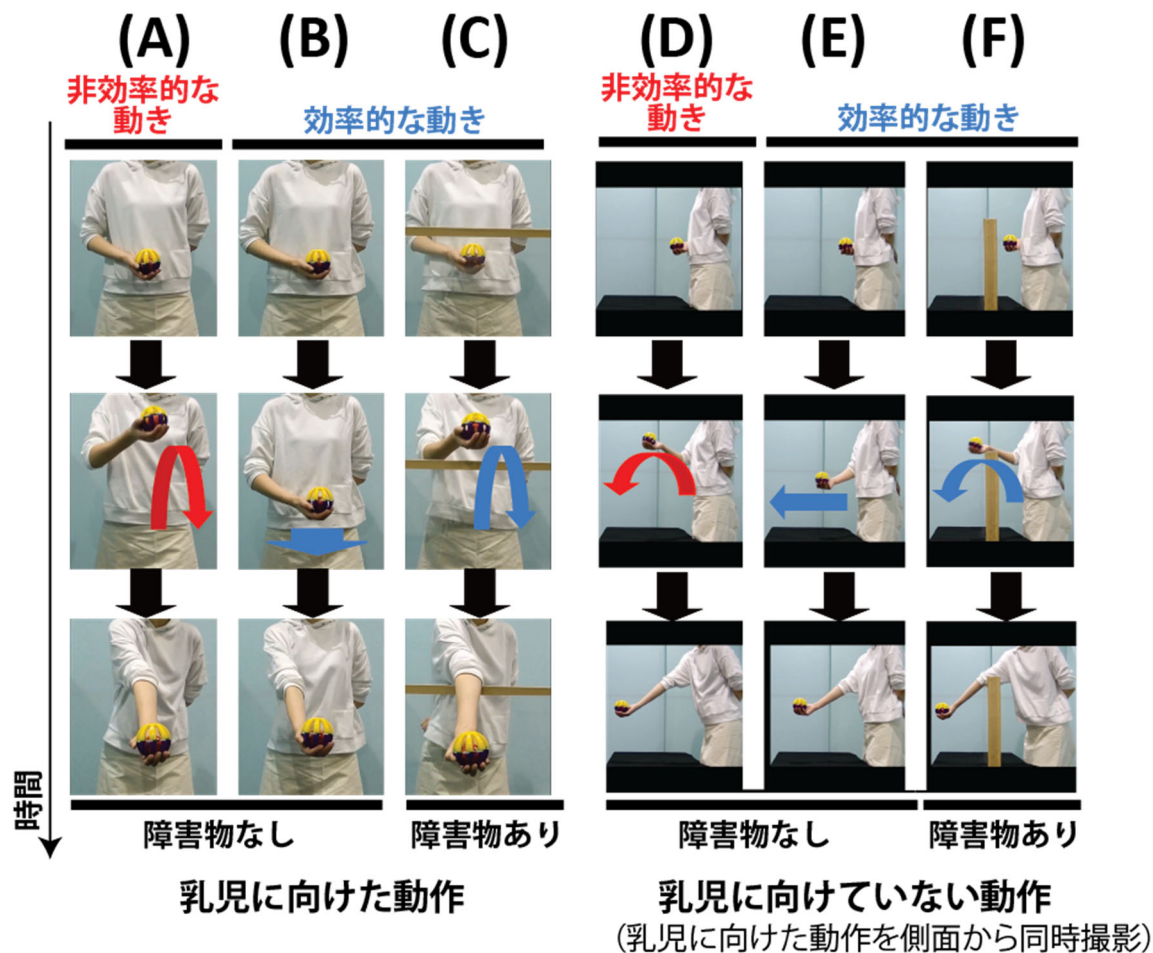 (A) (B) (C) (D) (E) (F)
非効率的な
動き
効率的な動き
非効率的な
動き
効率的な動き
時間
障害物なし
障害物あり
障害物なし
障害物あり
乳児に向けた動作
乳児に向けていない動作
(乳児に向けた動作を側面から同時撮影)